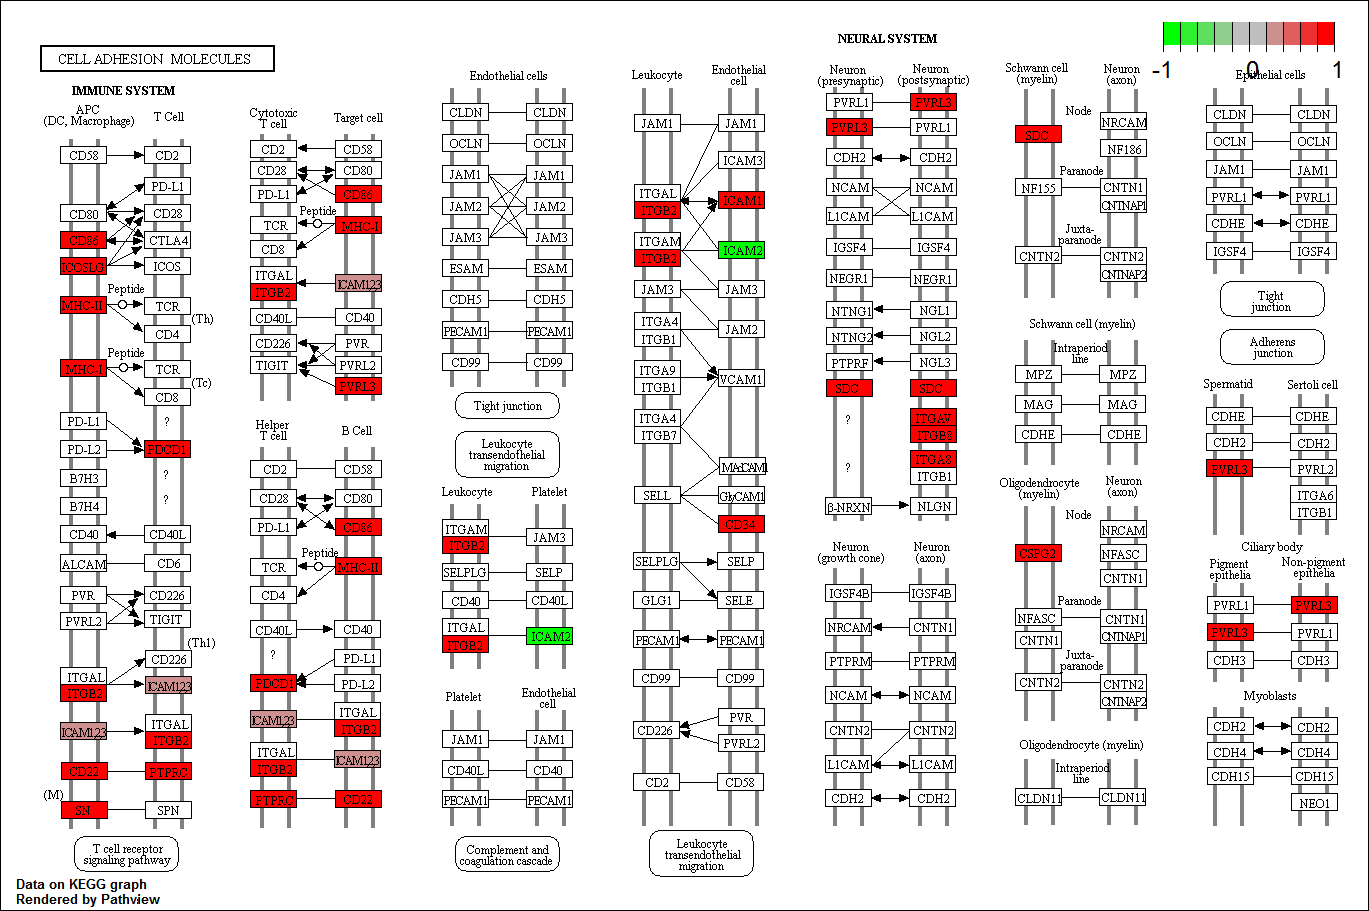 CELL ADHESION MOLECULES
NEURAL SYSTEM
-1
0
1
IMMUNE SYSTEM
APC
(DC, Macrophage)
T Cell
CD58
CD2
PD-L1
CD80
CD28
CD86
CTLA4
ICOSLG
ICOS
Peptide
MHC-II
TCR
(Th)
CD4
Peptide
MHC-I
TCR
(Tc)
CD8
PD-L1
?
PD-L2
PDCD1
B7H3
?
B7H4
?
CD40
CD40L
ALCAM
CD6
PVR
CD226
PVRL2
TIGIT
(Th1)
CD226
ITGAL
ITGB2
ICAM123
ITGAL
ICAM123
ITGB2
CD22
PTPRC
(M)
SN
SPN
T cell receptor
signaling pathway
Cytotoxic
T cell
Target cell
CD2
CD58
CD28
CD80
PD-L1
CD86
Peptide
TCR
MHC-I
CD8
ITGAL
ITGB2
ICAM123
CD40L
CD40
CD226
PVR
TIGIT
PVRL2
PVRL3
Helper
T cell
B Cell
CD2
CD58
CD28
CD80
PD-L1
CD86
Peptide
TCR
MHC-II
CD4
CD40L
CD40
?
PD-L1
PDCD1
PD-L2
ICAM123
ITGAL
ITGB2
ITGAL
ITGB2
ICAM123
PTPRC
CD22
Endothelial cells
CLDN
CLDN
OCLN
OCLN
JAM1
JAM1
JAM2
JAM2
JAM3
JAM3
ESAM
ESAM
CDH5
CDH5
PECAM1
PECAM1
CD99
CD99
Tight junction
Leukocyte
transendothelial
migration
Leukocyte
Platelet
ITGAM
ITGB2
JAM3
SELPLG
SELP
CD40
CD40L
ITGAL
ITGB2
ICAM2
Platelet
Endothelial
cell
JAM1
JAM1
CD40L
CD40
PECAM1
PECAM1
Complement and
coagulation cascade
Leukocyte
Endothelial
cell
JAM1
JAM1
ICAM3
ITGAL
ITGB2
ICAM1
ITGAM
ITGB2
ICAM2
JAM3
JAM3
ITGA4
ITGB1
JAM2
ITGA9
ITGB1
VCAM1
ITGA4
ITGB7
MAdCAM1
SELL
GlyCAM1
CD34
SELPLG
SELP
GLG1
SELE
PECAM1
PECAM1
CD99
CD99
CD226
PVR
PVRL2
CD2
CD58
Leukocyte
transendothelial
migration
Neuron
(presynaptic)
Neuron
(postsynaptic)
PVRL1
PVRL3
PVRL3
PVRL1
CDH2
CDH2
NCAM
NCAM
L1CAM
L1CAM
IGSF4
IGSF4
NEGR1
NEGR1
NTNG1
NGL1
NTNG2
NGL2
PTPRF
NGL3
SDC
SDC
?
ITGAV
ITGB8
?
ITGA8
ITGB1
β-NRXN
NLGN
Neuron
(growth cone)
Neuron
(axon)
IGSF4B
IGSF4B
NRCAM
CNTN1
PTPRM
PTPRM
NCAM
NCAM
CNTN2
CNTN2
L1CAM
L1CAM
CDH2
CDH2
Schwann cell
(myelin)
Neuron
(axon)
Node
NRCAM
SDC
NF186
Paranode
NF155
CNTN1
CNTNAP1
Juxta-
paranode
CNTN2
CNTN2
CNTNAP2
Schwann cell (myelin)
Intraperiod
line
MPZ
MPZ
MAG
MAG
CDHE
CDHE
Oligodendrocyte
(myelin)
Neuron
(axon)
Node
NRCAM
CSPG2
NFASC
CNTN1
Paranode
NFASC
CNTN1
CNTN1
CNTNAP1
Juxta-
paranode
CNTN2
CNTN2
CNTNAP2
Oligodendrocyte (myelin)
Intraperiod
line
CLDN11
CLDN11
Epithelial cells
CLDN
CLDN
OCLN
OCLN
JAM1
JAM1
PVRL1
PVRL1
CDHE
CDHE
IGSF4
IGSF4
Tight
junction
Adherens
junction
Spermatid
Sertoli cell
CDHE
CDHE
CDH2
CDH2
PVRL3
PVRL2
ITGA6
ITGB1
Ciliary body
Pigment
epithelia
Non-pigment
epithelia
PVRL1
PVRL3
PVRL3
PVRL1
CDH3
CDH3
Myoblasts
CDH2
CDH2
CDH4
CDH4
CDH15
CDH15
NEO1
Data on KEGG graph
Rendered by Pathview